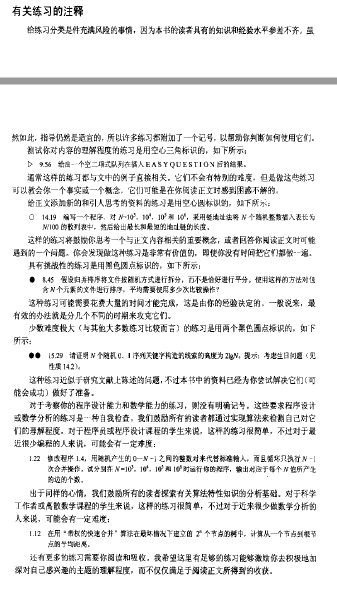 有关练习的注释
给练习分类是件充满风险的事情，因为本书的读者具有的知识和经验水平参差不齐。虽
然如此，指导仍然是适宜的，所以许多练习都附加了一个记号，以帮助你判断如何使用它们。
测试你对内容的理解程度的练习是用空心三角标识的，如下所示：
▷ 9.56 给出一个空二项式队列在插入 E A S Y Q U E S T I O N 后的结果。
通常这样的练习都与文中的例子直接相关。它们不会有特别的难度，但是做这些练习
可以教会你一个事实或一个概念，它们可能是在你阅读正文时感到困惑不解的。
给正文添加新的和引人思考的资料的练习是用空心圆标识的，如下所示：
○ 14.19 编写一个程序，对 N=10³，10⁴，10⁵ 和 10⁶，采用链地址法将 N 个随机整数插入表长为
N/100 的散列表中，然后给出最长和最短的地址链的长度。
这样的练习将鼓励你思考一个与正文内容相关的重要概念，或者回答你阅读正文时可能
遇到的一个问题。你会发现做这种练习是非常有价值的，即使你没有时间把它们都做一遍。
具有挑战性的练习是用黑色圆点标识的，如下所示：
● 8.45 假设归并排序将文件按随机方式进行拆分，而不是恰好进行平分。使用这样的方法对包
含 N 个元素的文件进行排序，平均需要使用多少次比较操作？
这种练习可能需要花费大量的时间才能完成，这是由你的经验决定的。一般说来，最
有效的办法就是分几个不同的时期来攻克它们。
少数难度极大（与其他大多数练习比较而言）的练习是用两个黑色圆点标识的，如下
所示：
●● 15.29 请证明 N 个随机 0、1 序列关键字构造的线索的高度为 2lgN。提示：考虑生日问题（见
性质 14.2）。
这种练习近似于研究文献上陈述的问题，不过本书中的资料已经为你尝试解决它们（可
能会成功）做好了准备。
对于考察你的程序设计能力和数学能力的练习，则没有明确记号。这些要求程序设计
或数学分析的练习是一种自我检查，我们鼓励所有的读者都通过实现算法来检测自己对它
们的理解程度。对于程序员或程序设计课程的学生来说，这样的练习很简单，不过对于最
近很少编程的人来说，可能会有一定难度：
1.22 修改程序 1.4，用随机产生的 0～N－1 之间的整数对来代替标准输入，而且循环只执行 N－1
次合并操作。试分别在 N=10³，10⁴，10⁵ 和 10⁶ 时运行你的程序，输出对应于每个 N 值所产生
的边的个数。
出于同样的心情，我们鼓励所有的读者探索有关算法特性知识的分析基础。对于科学
工作者或离散数学课程的学生来说，这样的练习很简单，不过对于近来很少做数学分析的
人来说，可能会有一定难度：
1.12 在用“带权的快速合并”算法在最坏情况下建立的 2ⁿ 个节点的树中，计算从一个节点到根节
点的平均距离。
还有更多的练习需要你阅读和吸收。我希望这里有足够的练习能够激励你去积极地加
深对自己感兴趣的主题的理解程度，而不仅仅满足于阅读正文所得到的收获。